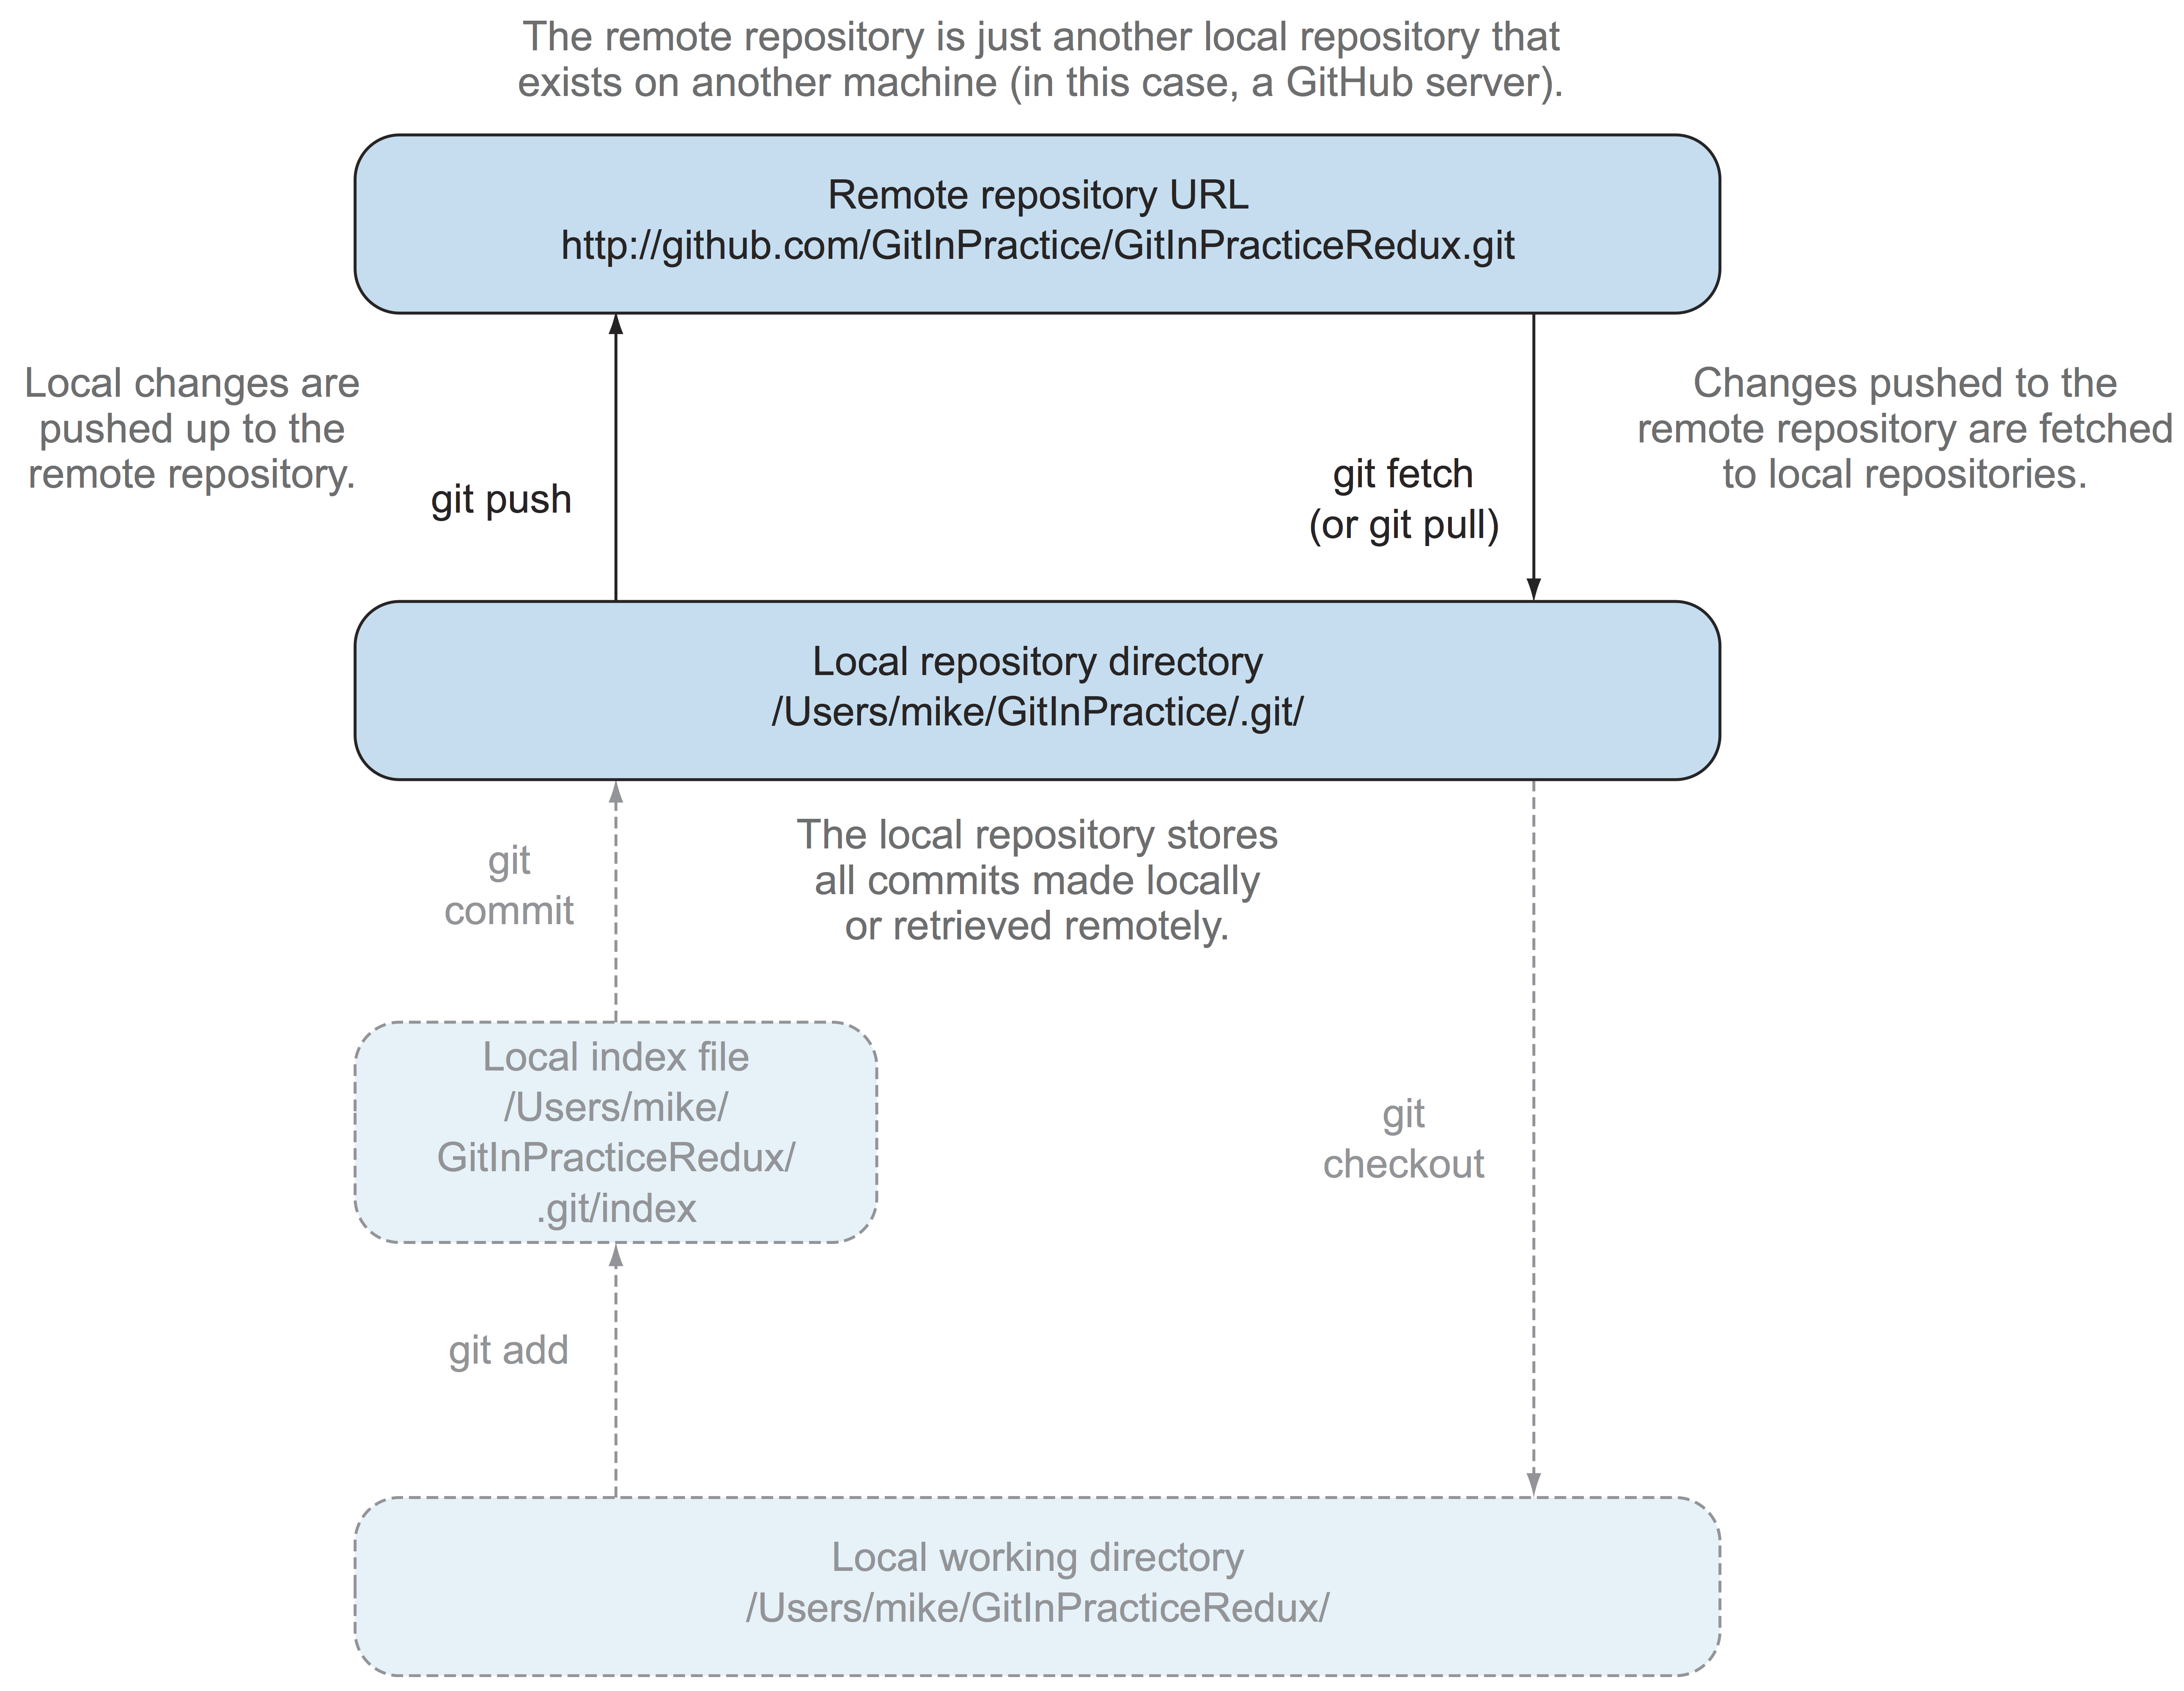 The remote repository is just another local repository that
exists on another machine (in this case, a GitHub server).
Remote repository URL
http://github.com/GitInPractice/GitInPracticeRedux.git
Local changes are
pushed up to the
remote repository.
git push
git fetch
(or git pull)
Changes pushed to the
remote repository are fetched
to local repositories.
Local repository directory
/Users/mike/GitInPractice/.git/
git
commit
The local repository stores
all commits made locally
or retrieved remotely.
Local index file
/Users/mike/
GitInPracticeRedux/
.git/index
git
checkout
git add
Local working directory
/Users/mike/GitInPracticeRedux/